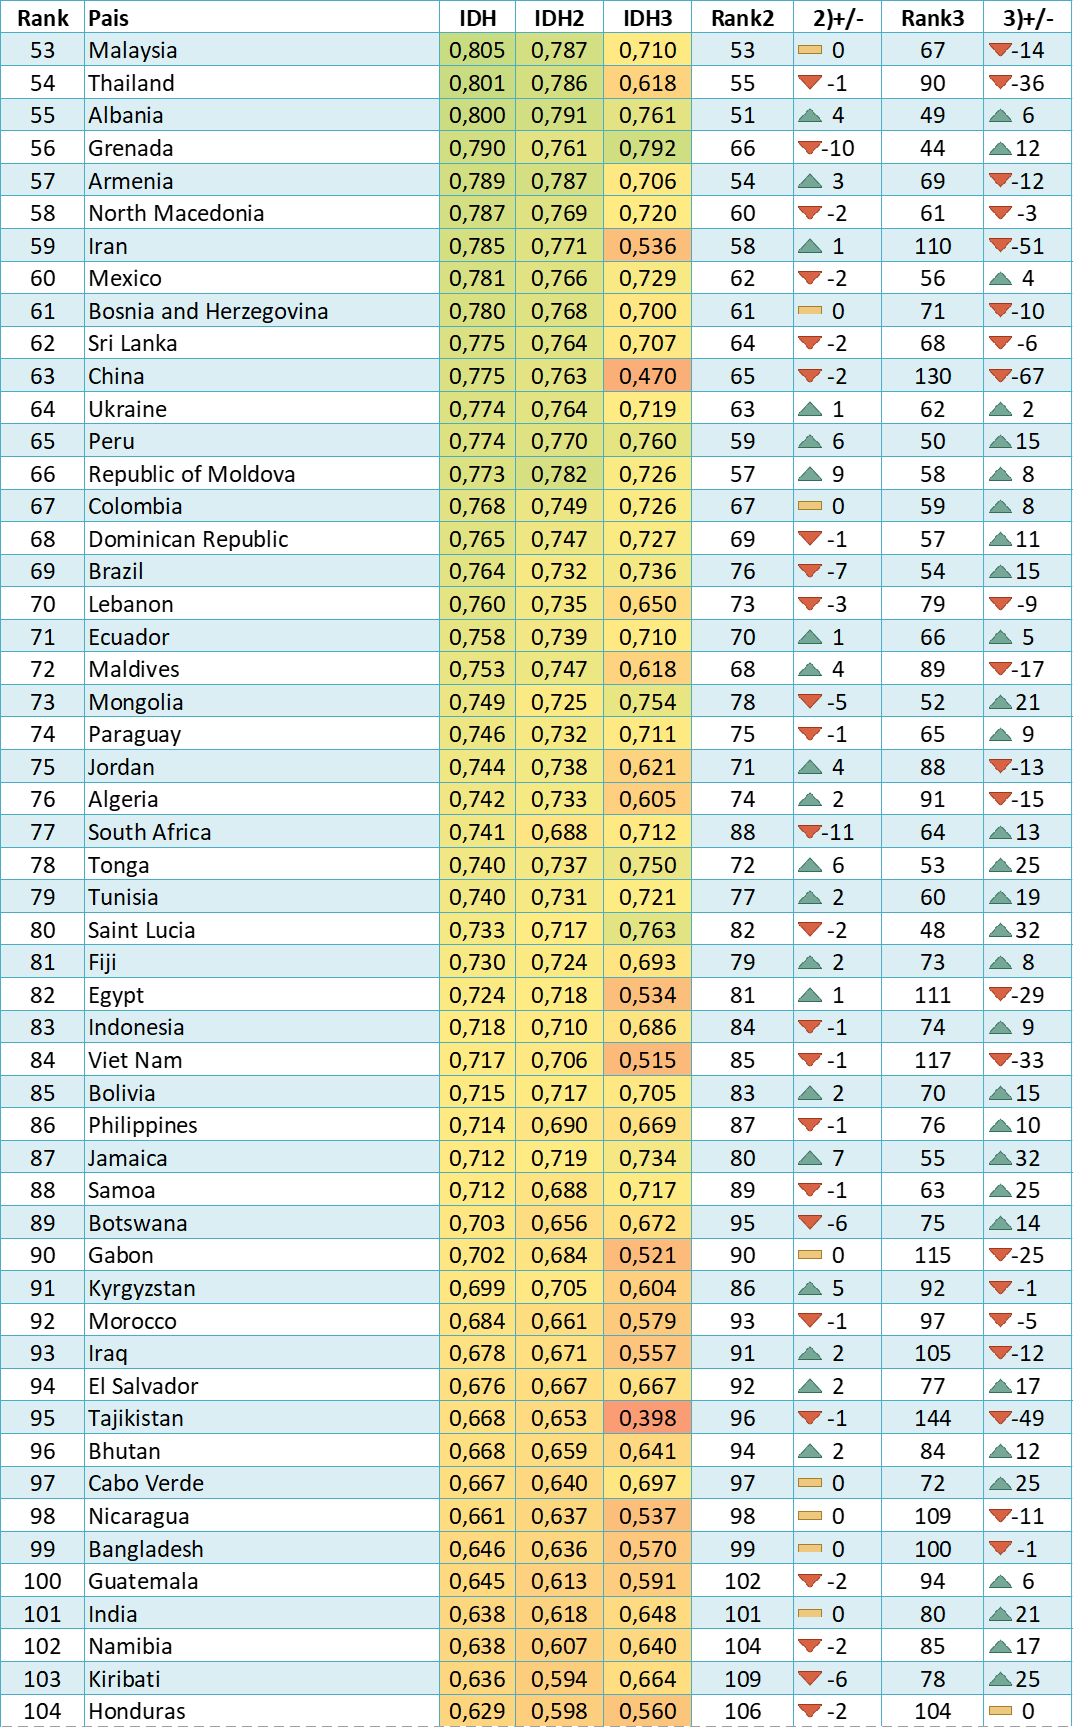 Rank Pais IDH IDH2 IDH3 Rank2 2)+/- Rank3 3)+/-
53 Malaysia 0,805 0,787 0,710 53 0 67 -14
54 Thailand 0,801 0,786 0,618 55 -1 90 -36
55 Albania 0,800 0,791 0,761 51 4 49 6
56 Grenada 0,790 0,761 0,792 66 -10 44 12
57 Armenia 0,789 0,787 0,706 54 3 69 -12
58 North Macedonia 0,787 0,769 0,720 60 -2 61 -3
59 Iran 0,785 0,771 0,536 58 1 110 -51
60 Mexico 0,781 0,766 0,729 62 -2 56 4
61 Bosnia and Herzegovina 0,780 0,768 0,700 61 0 71 -10
62 Sri Lanka 0,775 0,764 0,707 64 -2 68 -6
63 China 0,775 0,763 0,470 65 -2 130 -67
64 Ukraine 0,774 0,764 0,719 63 1 62 2
65 Peru 0,774 0,770 0,760 59 6 50 15
66 Republic of Moldova 0,773 0,782 0,726 57 9 58 8
67 Colombia 0,768 0,749 0,726 67 0 59 8
68 Dominican Republic 0,765 0,747 0,727 69 -1 57 11
69 Brazil 0,764 0,732 0,736 76 -7 54 15
70 Lebanon 0,760 0,735 0,650 73 -3 79 -9
71 Ecuador 0,758 0,739 0,710 70 1 66 5
72 Maldives 0,753 0,747 0,618 68 4 89 -17
73 Mongolia 0,749 0,725 0,754 78 -5 52 21
74 Paraguay 0,746 0,732 0,711 75 -1 65 9
75 Jordan 0,744 0,738 0,621 71 4 88 -13
76 Algeria 0,742 0,733 0,605 74 2 91 -15
77 South Africa 0,741 0,688 0,712 88 -11 64 13
78 Tonga 0,740 0,737 0,750 72 6 53 25
79 Tunisia 0,740 0,731 0,721 77 2 60 19
80 Saint Lucia 0,733 0,717 0,763 82 -2 48 32
81 Fiji 0,730 0,724 0,693 79 2 73 8
82 Egypt 0,724 0,718 0,534 81 1 111 -29
83 Indonesia 0,718 0,710 0,686 84 -1 74 9
84 Viet Nam 0,717 0,706 0,515 85 -1 117 -33
85 Bolivia 0,715 0,717 0,705 83 2 70 15
86 Philippines 0,714 0,690 0,669 87 -1 76 10
87 Jamaica 0,712 0,719 0,734 80 7 55 32
88 Samoa 0,712 0,688 0,717 89 -1 63 25
89 Botswana 0,703 0,656 0,672 95 -6 75 14
90 Gabon 0,702 0,684 0,521 90 0 115 -25
91 Kyrgyzstan 0,699 0,705 0,604 86 5 92 -1
92 Morocco 0,684 0,661 0,579 93 -1 97 -5
93 Iraq 0,678 0,671 0,557 91 2 105 -12
94 El Salvador 0,676 0,667 0,667 92 2 77 17
95 Tajikistan 0,668 0,653 0,398 96 -1 144 -49
96 Bhutan 0,668 0,659 0,641 94 2 84 12
97 Cabo Verde 0,667 0,640 0,697 97 0 72 25
98 Nicaragua 0,661 0,637 0,537 98 0 109 -11
99 Bangladesh 0,646 0,636 0,570 99 0 100 -1
100 Guatemala 0,645 0,613 0,591 102 -2 94 6
101 India 0,638 0,618 0,648 101 0 80 21
102 Namibia 0,638 0,607 0,640 104 -2 85 17
103 Kiribati 0,636 0,594 0,664 109 -6 78 25
104 Honduras 0,629 0,598 0,560 106 -2 104 0